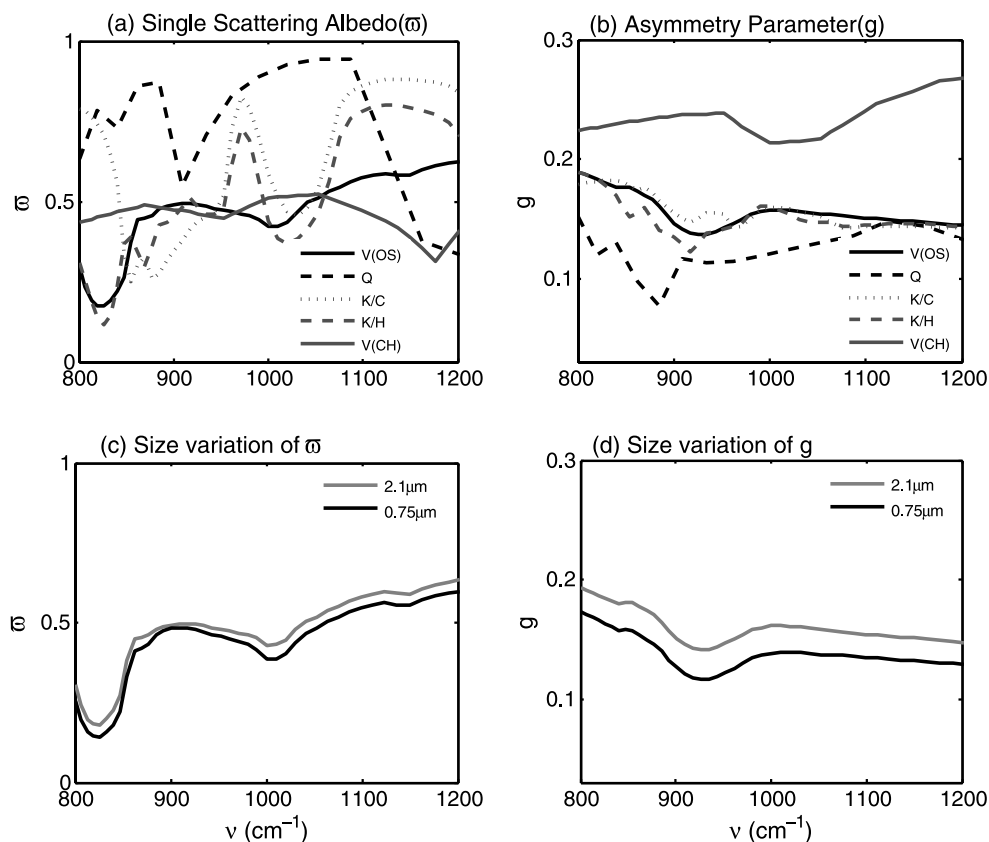 (a) Single Scattering Albedo(ϖ)
1
0.5
0
ϖ
800 900 1000 1100 1200
V(OS)
Q
K/C
K/H
V(CH)
(b) Asymmetry Parameter(g)
0.3
0.2
0.1
g
800 900 1000 1100 1200
V(OS)
Q
K/C
K/H
V(CH)
(c) Size variation of ϖ
1
0.5
0
ϖ
800 900 1000 1100 1200
ν (cm⁻¹)
2.1μm
0.75μm
(d) Size variation of g
0.3
0.2
0.1
g
800 900 1000 1100 1200
ν (cm⁻¹)
2.1μm
0.75μm